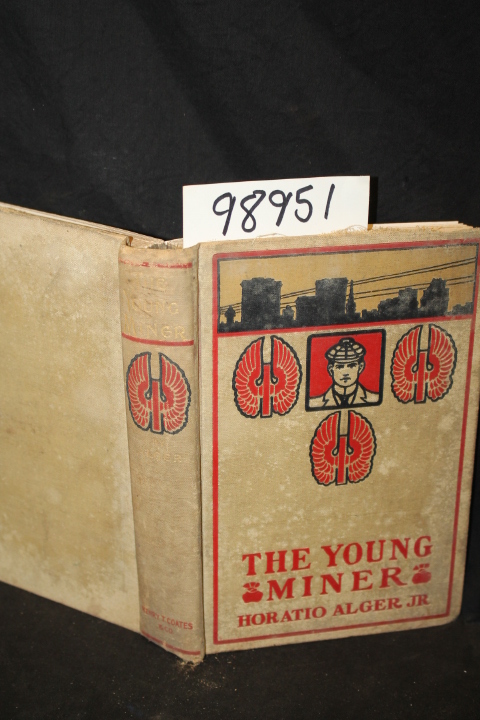 98951
THE YOUNG
MINER
HORATIO ALGER JR